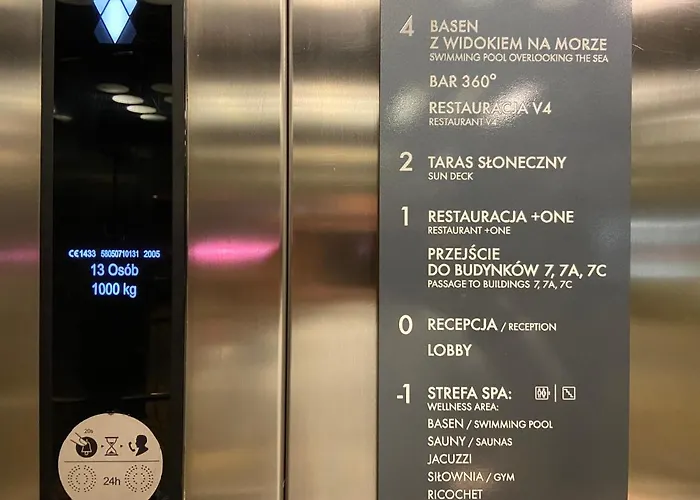 CE1433 58050710131 2005
13 Osób
1000 kg
20s
24h
4 BASEN
Z WIDOKIEM NA MORZE
SWIMMING POOL OVERLOOKING THE SEA
BAR 360°
RESTAURACJA V4
RESTAURANT V4
2 TARAS SŁONECZNY
SUN DECK
1 RESTAURACJA +ONE
RESTAURANT +ONE
PRZEJŚCIE
DO BUDYNKÓW 7, 7A, 7C
PASSAGE TO BUILDINGS 7, 7A, 7C
0 RECEPCJA / RECEPTION
LOBBY
-1 STREFA SPA:
WELLNESS AREA:
BASEN / SWIMMING POOL
SAUNY / SAUNAS
JACUZZI
SIŁOWNIA / GYM
RICOCHET